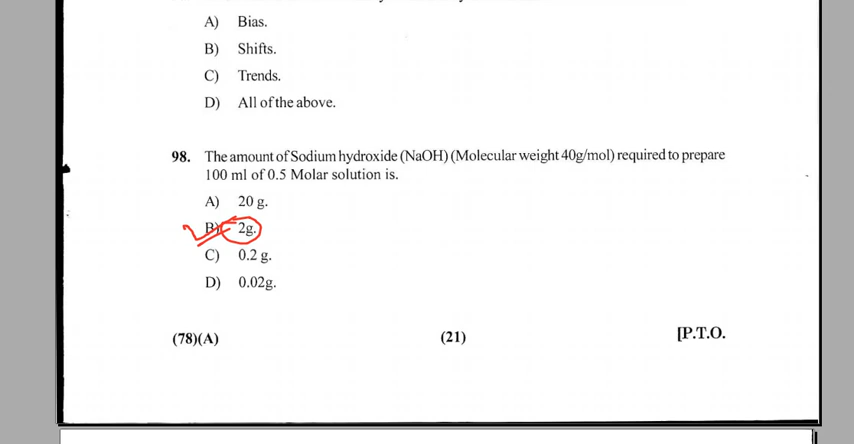 A) Bias.
B) Shifts.
C) Trends.
D) All of the above.
98. The amount of Sodium hydroxide (NaOH) (Molecular weight 40g/mol) required to prepare
100 ml of 0.5 Molar solution is.
A) 20 g.
B) 2g.
C) 0.2 g.
D) 0.02g.
(78)(A) (21) [P.T.O.